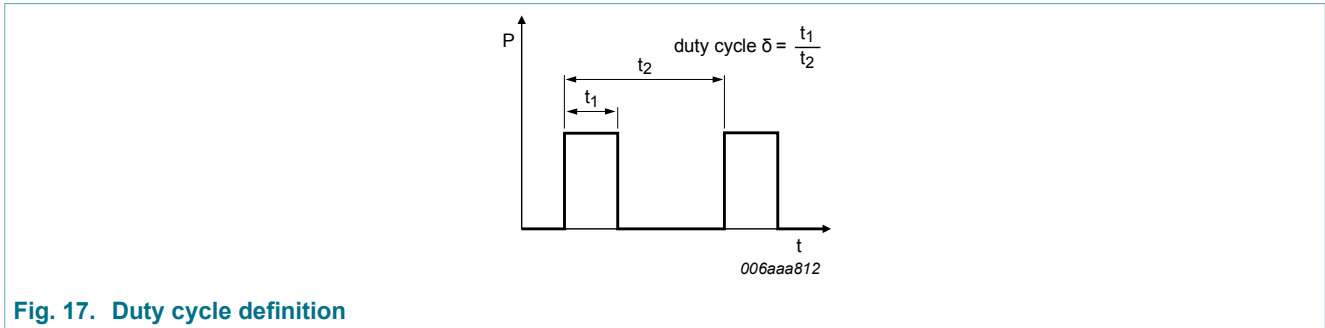 P
duty cycle δ = t1
t2
t2
t1
t
006aaa812
Fig. 17. Duty cycle definition